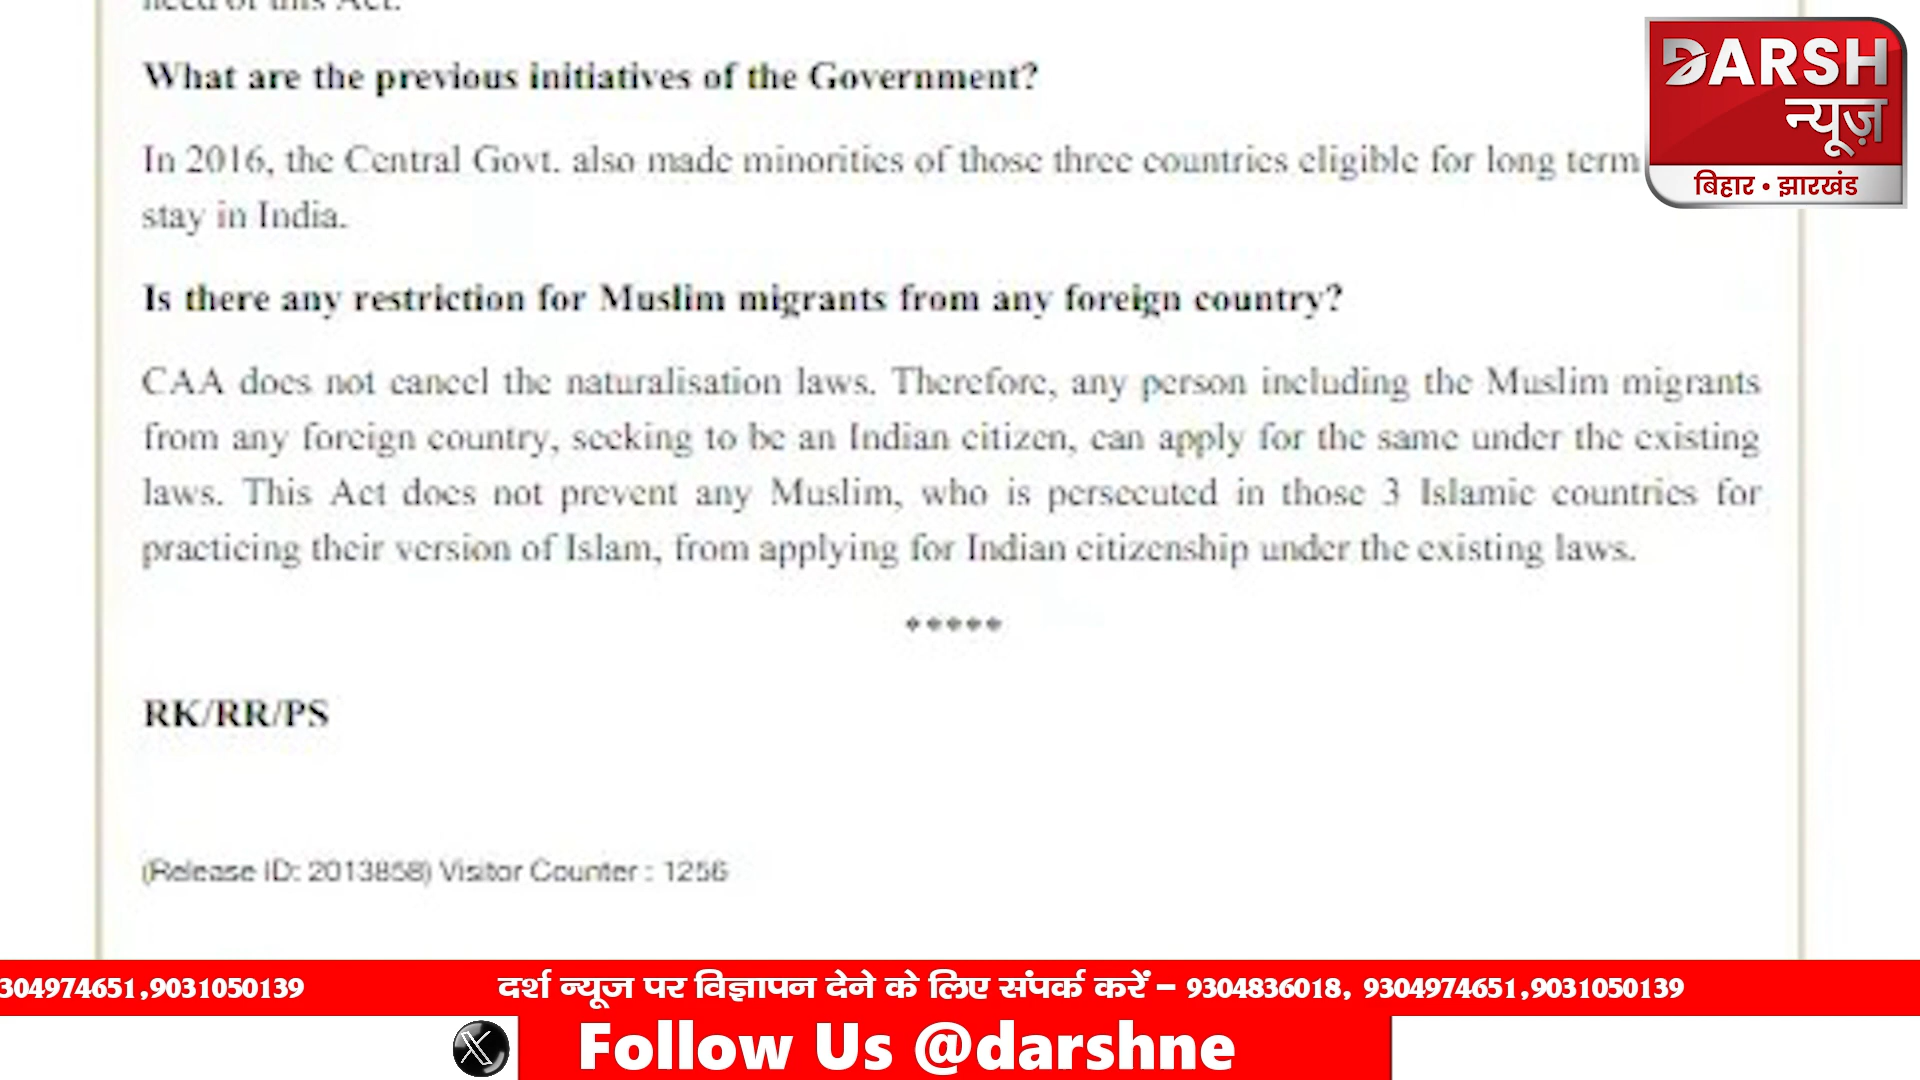 need of this Act.
What are the previous initiatives of the Government?
In 2016, the Central Govt. also made minorities of those three countries eligible for long term
stay in India.
Is there any restriction for Muslim migrants from any foreign country?
CAA does not cancel the naturalisation laws. Therefore, any person including the Muslim migrants
from any foreign country, seeking to be an Indian citizen, can apply for the same under the existing
laws. This Act does not prevent any Muslim, who is persecuted in those 3 Islamic countries for
practicing their version of Islam, from applying for Indian citizenship under the existing laws.
*****
RK/RR/PS
(Release ID: 2013858) Visitor Counter : 1256
DARSH
न्यूज़
बिहार • झारखंड
304974651,9031050139 दर्श न्यूज पर विज्ञापन देने के लिए संपर्क करें – 9304836018, 9304974651,9031050139
Follow Us @darshne